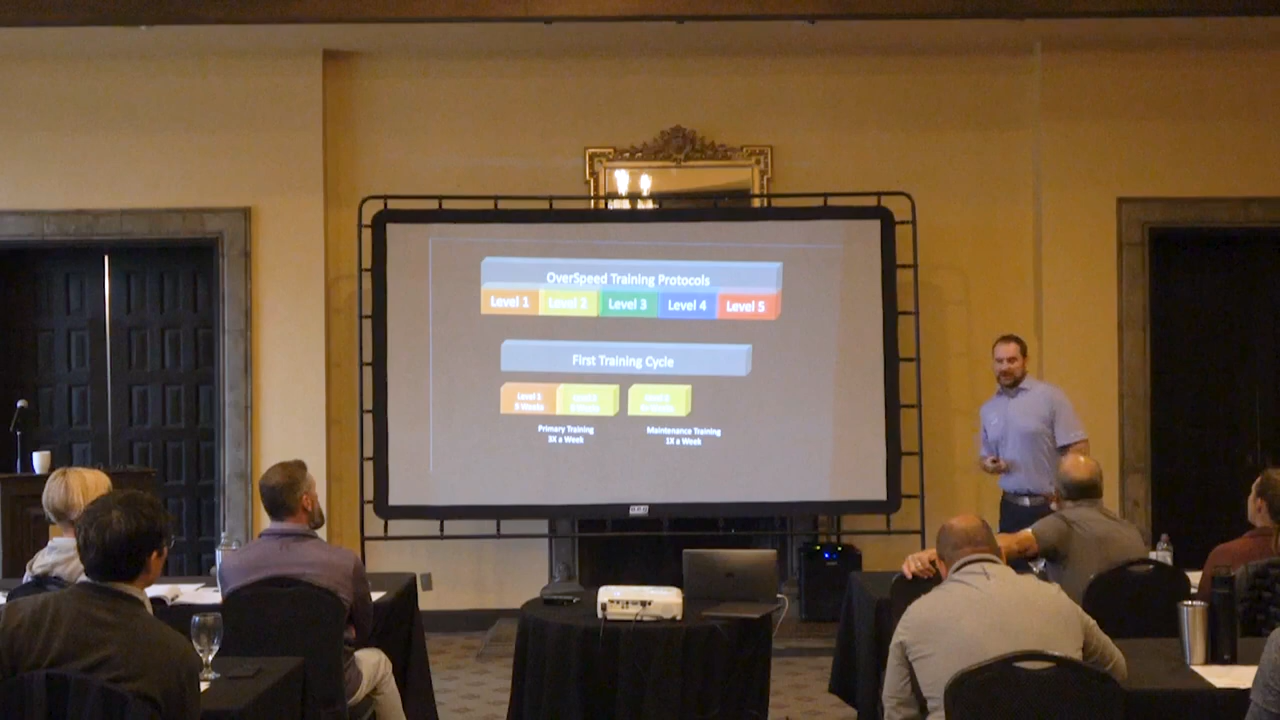 OverSpeed Training Protocols
Level 1 Level 2 Level 3 Level 4 Level 5
First Training Cycle
Level 1
Weeks
Primary Training
3X a Week
Maintenance Training
1X a Week